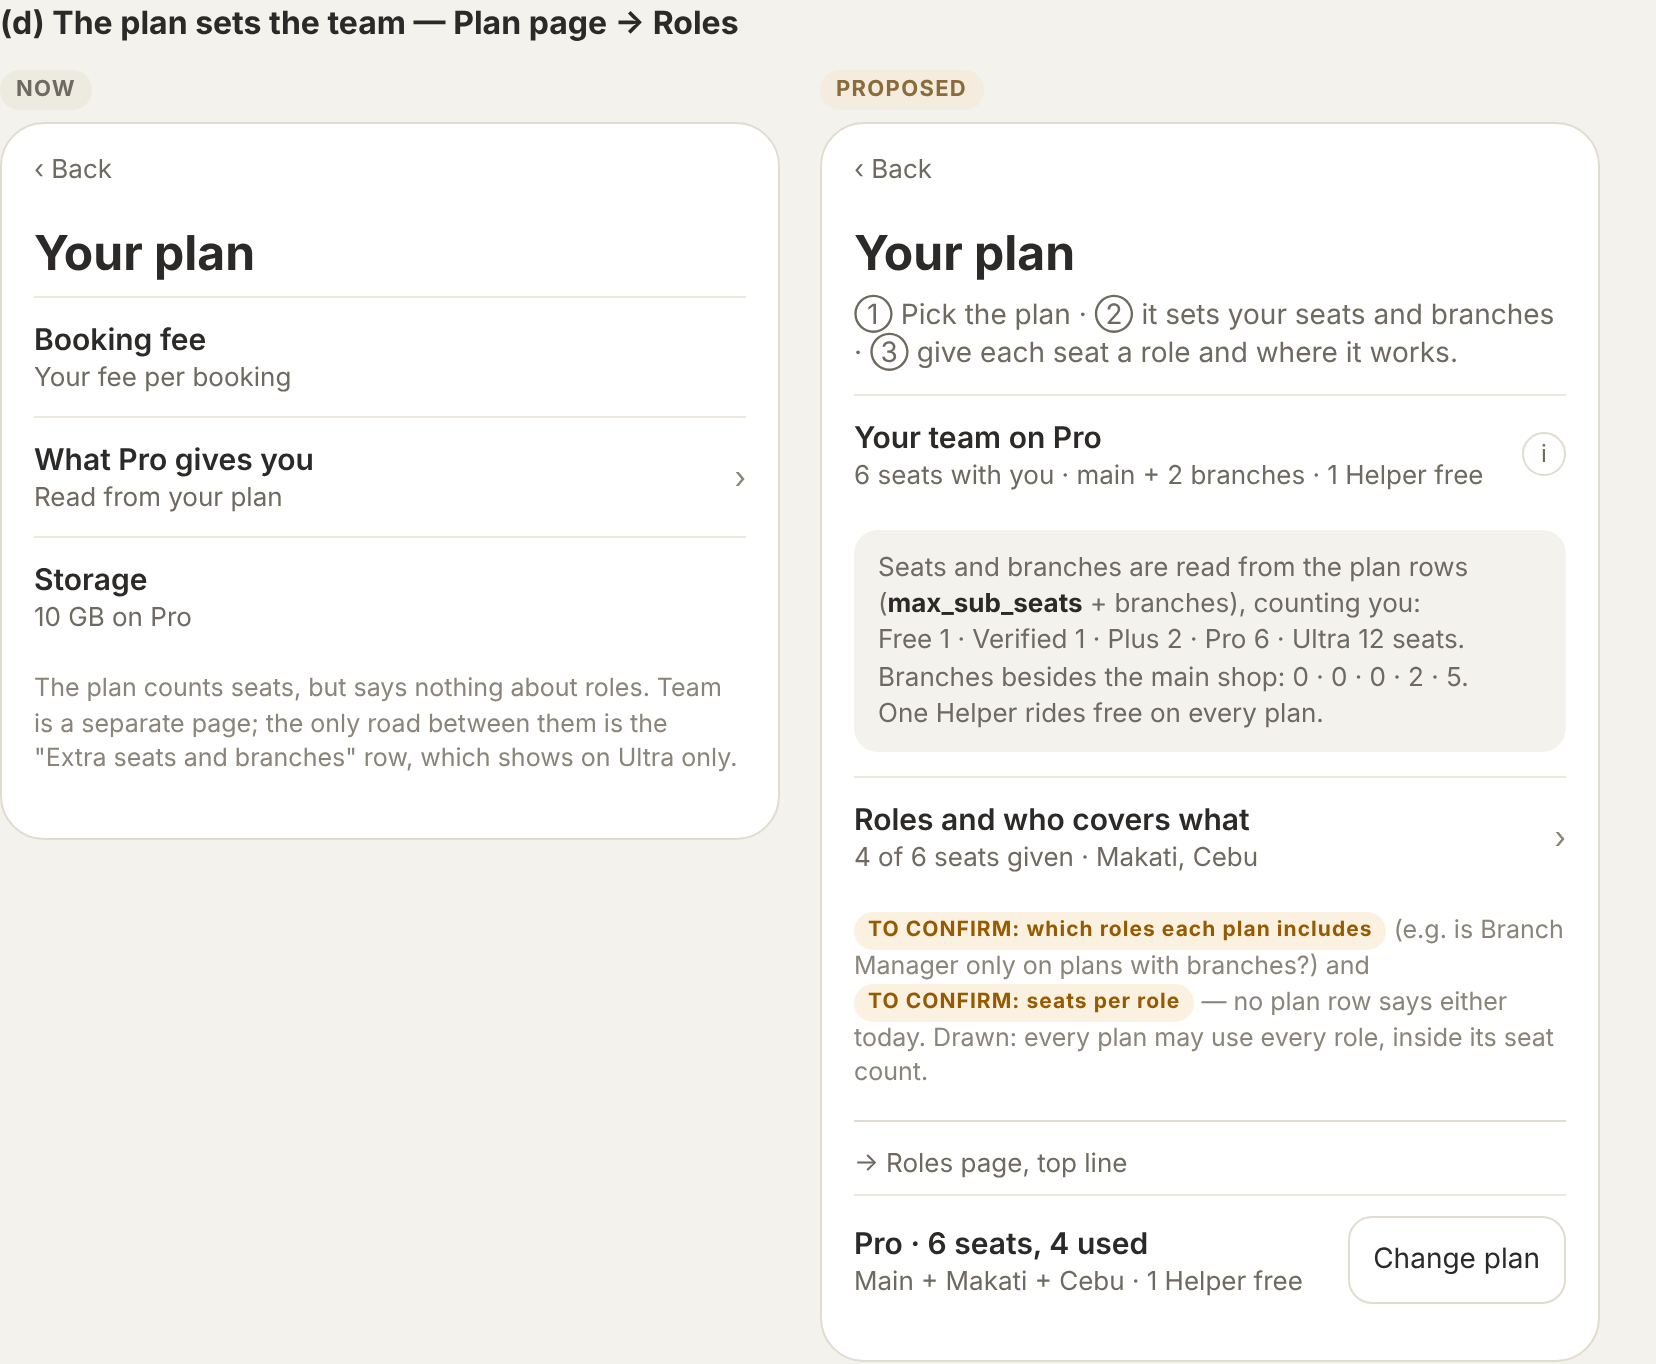 (d) The plan sets the team — Plan page → Roles
NOW
‹ Back
Your plan
Booking fee
Your fee per booking
What Pro gives you
Read from your plan
›
Storage
10 GB on Pro
The plan counts seats, but says nothing about roles. Team
is a separate page; the only road between them is the
"Extra seats and branches" row, which shows on Ultra only.
PROPOSED
‹ Back
Your plan
① Pick the plan · ② it sets your seats and branches
· ③ give each seat a role and where it works.
Your team on Pro
6 seats with you · main + 2 branches · 1 Helper free
i
Seats and branches are read from the plan rows
(max_sub_seats + branches), counting you:
Free 1 · Verified 1 · Plus 2 · Pro 6 · Ultra 12 seats.
Branches besides the main shop: 0 · 0 · 0 · 2 · 5.
One Helper rides free on every plan.
Roles and who covers what
4 of 6 seats given · Makati, Cebu
›
TO CONFIRM: which roles each plan includes (e.g. is Branch
Manager only on plans with branches?) and
TO CONFIRM: seats per role — no plan row says either
today. Drawn: every plan may use every role, inside its seat
count.
→ Roles page, top line
Pro · 6 seats, 4 used
Main + Makati + Cebu · 1 Helper free
Change plan